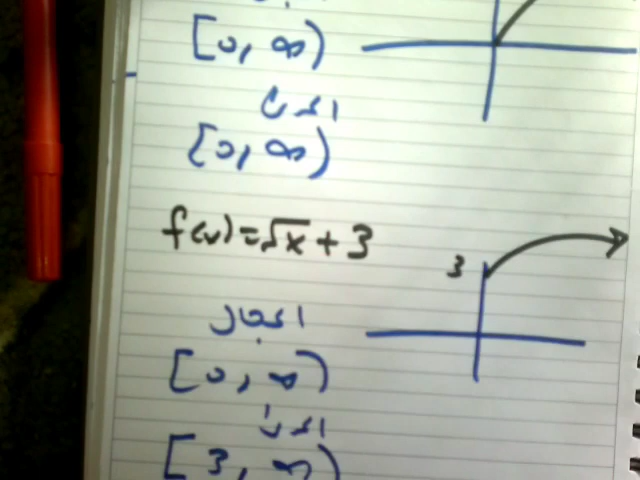 [0, ∞)
المدى
[0, ∞)
f(x)=√x + 3
3
المجال
[0, ∞)
المدى
[3, ∞)